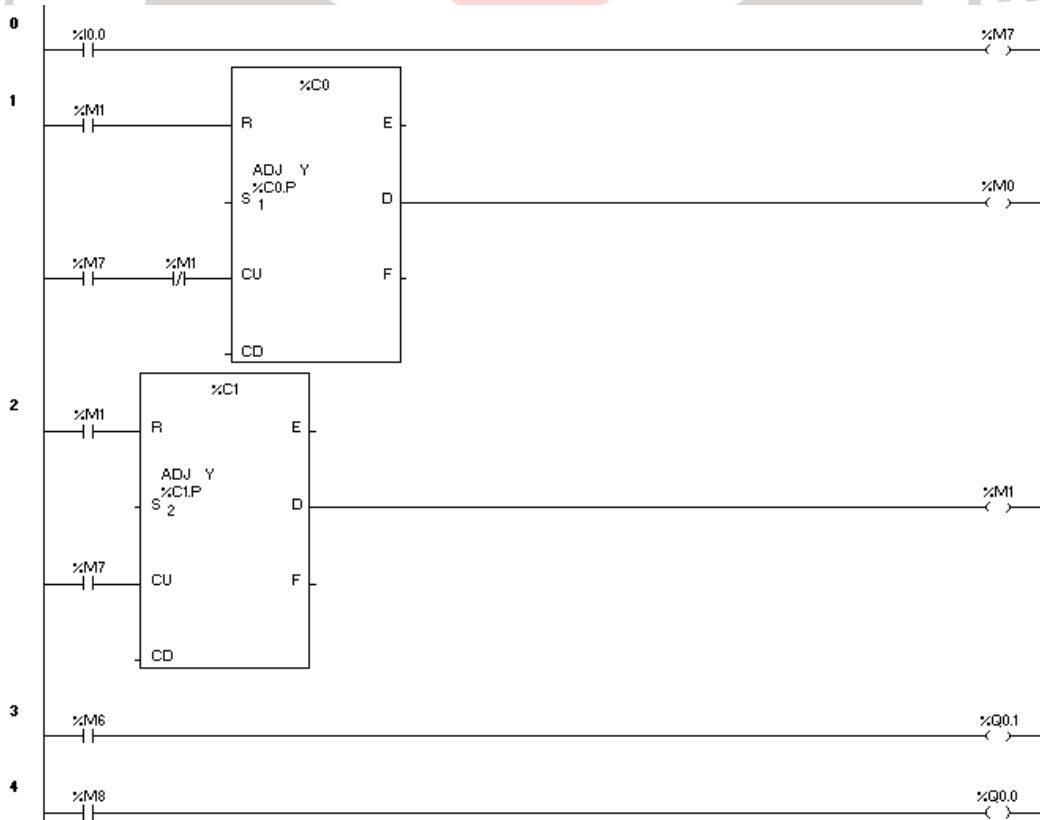 0
%I0.0 %M7
%C0
1
%M1 R E
ADJ Y
%C0.P %M0
S 1 D
%M7 %M1 CU F
CD
%C1
2
%M1 R E
ADJ Y
%C1.P %M1
S 2 D
%M7 CU F
CD
3
%M6 %Q0.1
4
%M8 %Q0.0